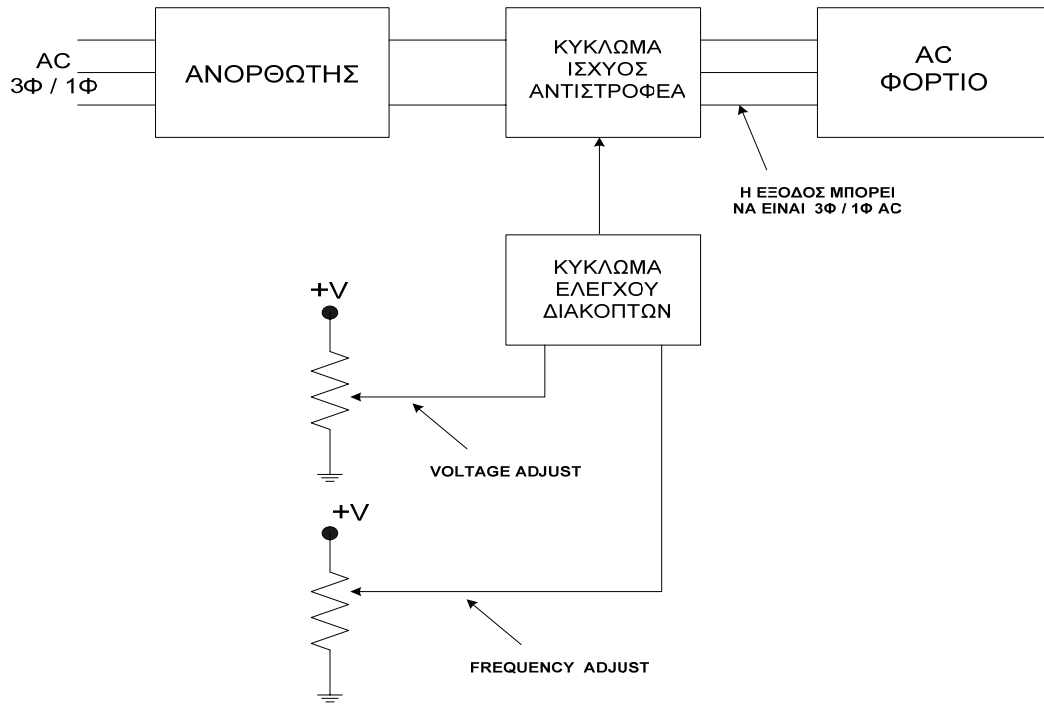 AC
3Φ / 1Φ
ΑΝΟΡΘΩΤΗΣ
ΚΥΚΛΩΜΑ
ΙΣΧΥΟΣ
ΑΝΤΙΣΤΡΟΦΕΑ
AC
ΦΟΡΤΙΟ
Η ΕΞΟΔΟΣ ΜΠΟΡΕΙ
ΝΑ ΕΙΝΑΙ 3Φ / 1Φ AC
ΚΥΚΛΩΜΑ
ΕΛΕΓΧΟΥ
ΔΙΑΚΟΠΤΩΝ
+V
VOLTAGE ADJUST
+V
FREQUENCY ADJUST